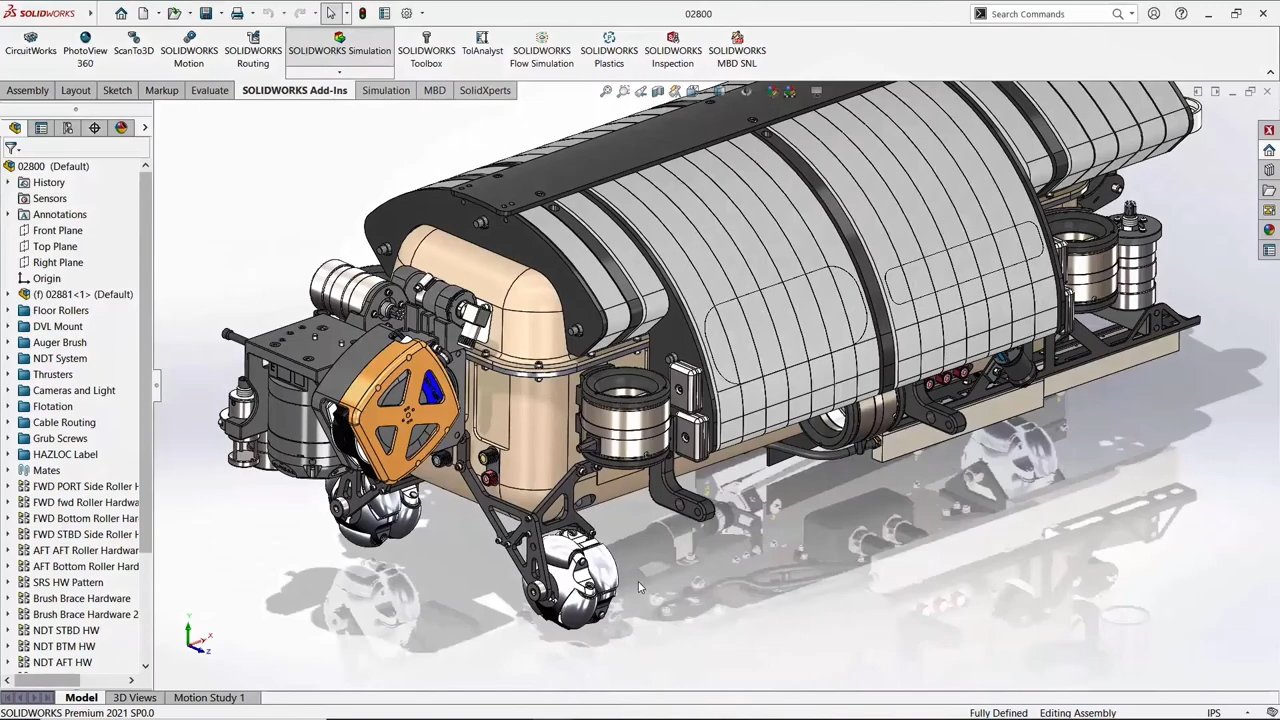 SOLIDWORKS
02800
Search Commands
CircuitWorks
PhotoView 360
ScanTo3D
SOLIDWORKS Motion
SOLIDWORKS Routing
SOLIDWORKS Simulation
SOLIDWORKS Toolbox
TolAnalyst
SOLIDWORKS Flow Simulation
SOLIDWORKS Plastics
SOLIDWORKS Inspection
SOLIDWORKS MBD SNL
Assembly Layout Sketch Markup Evaluate SOLIDWORKS Add-Ins Simulation MBD SolidXperts
02800 (Default)
History
Sensors
Annotations
Front Plane
Top Plane
Right Plane
Origin
(f) 02881<1> (Default)
Floor Rollers
DVL Mount
Auger Brush
NDT System
Thrusters
Cameras and Light
Flotation
Cable Routing
Grub Screws
HAZLOC Label
Mates
FWD PORT Side Roller H
FWD fwd Roller Hardwa
FWD Bottom Roller Har
FWD STBD Side Roller H
AFT AFT Roller Hardwar
AFT Bottom Roller Hard
SRS HW Pattern
Brush Brace Hardware
Brush Brace Hardware 2
NDT STBD HW
NDT BTM HW
NDT AFT HW
Y
X
Z
Model 3D Views Motion Study 1
SOLIDWORKS Premium 2021 SP0.0
Fully Defined Editing Assembly IPS